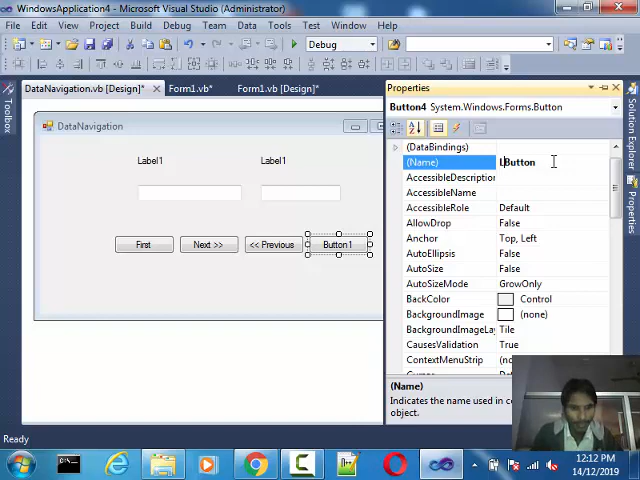 WindowsApplication4 - Microsoft Visual Studio (Administrator)
File Edit View Project Build Debug Team Data Tools Test Window Help
Debug
DataNavigation.vb [Design]* Form1.vb* Form1.vb [Design]*
Toolbox
DataNavigation
Label1 Label1
First Next >> << Previous Button1
Properties
Button4 System.Windows.Forms.Button
(DataBindings)
(Name) LButton
AccessibleDescription
AccessibleName
AccessibleRole Default
AllowDrop False
Anchor Top, Left
AutoEllipsis False
AutoSize False
AutoSizeMode GrowOnly
BackColor Control
BackgroundImage (none)
BackgroundImageLay Tile
CausesValidation True
ContextMenuStrip
(Name)
Indicates the name used in
object.
Solution Explorer
Properties
Ready
12:12 PM
14/12/2019